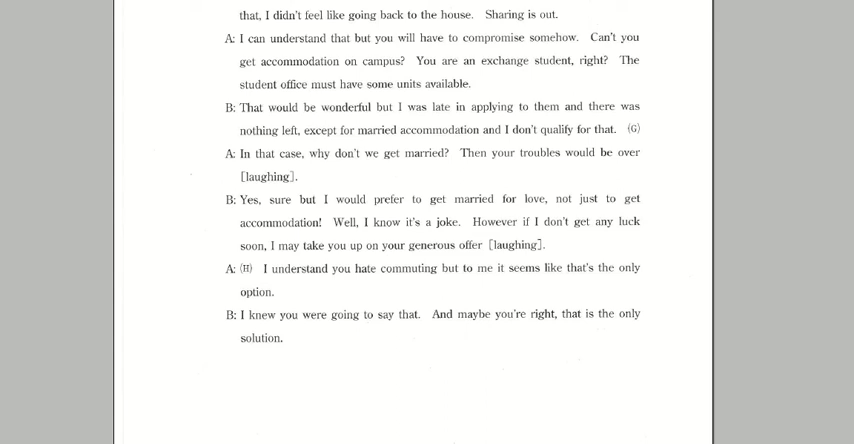 that, I didn't feel like going back to the house. Sharing is out.
A: I can understand that but you will have to compromise somehow. Can't you
get accommodation on campus? You are an exchange student, right? The
student office must have some units available.
B: That would be wonderful but I was late in applying to them and there was
nothing left, except for married accommodation and I don't qualify for that. (G)
A: In that case, why don't we get married? Then your troubles would be over
[laughing].
B: Yes, sure but I would prefer to get married for love, not just to get
accommodation! Well, I know it's a joke. However if I don't get any luck
soon, I may take you up on your generous offer [laughing].
A: (H) I understand you hate commuting but to me it seems like that's the only
option.
B: I knew you were going to say that. And maybe you're right, that is the only
solution.